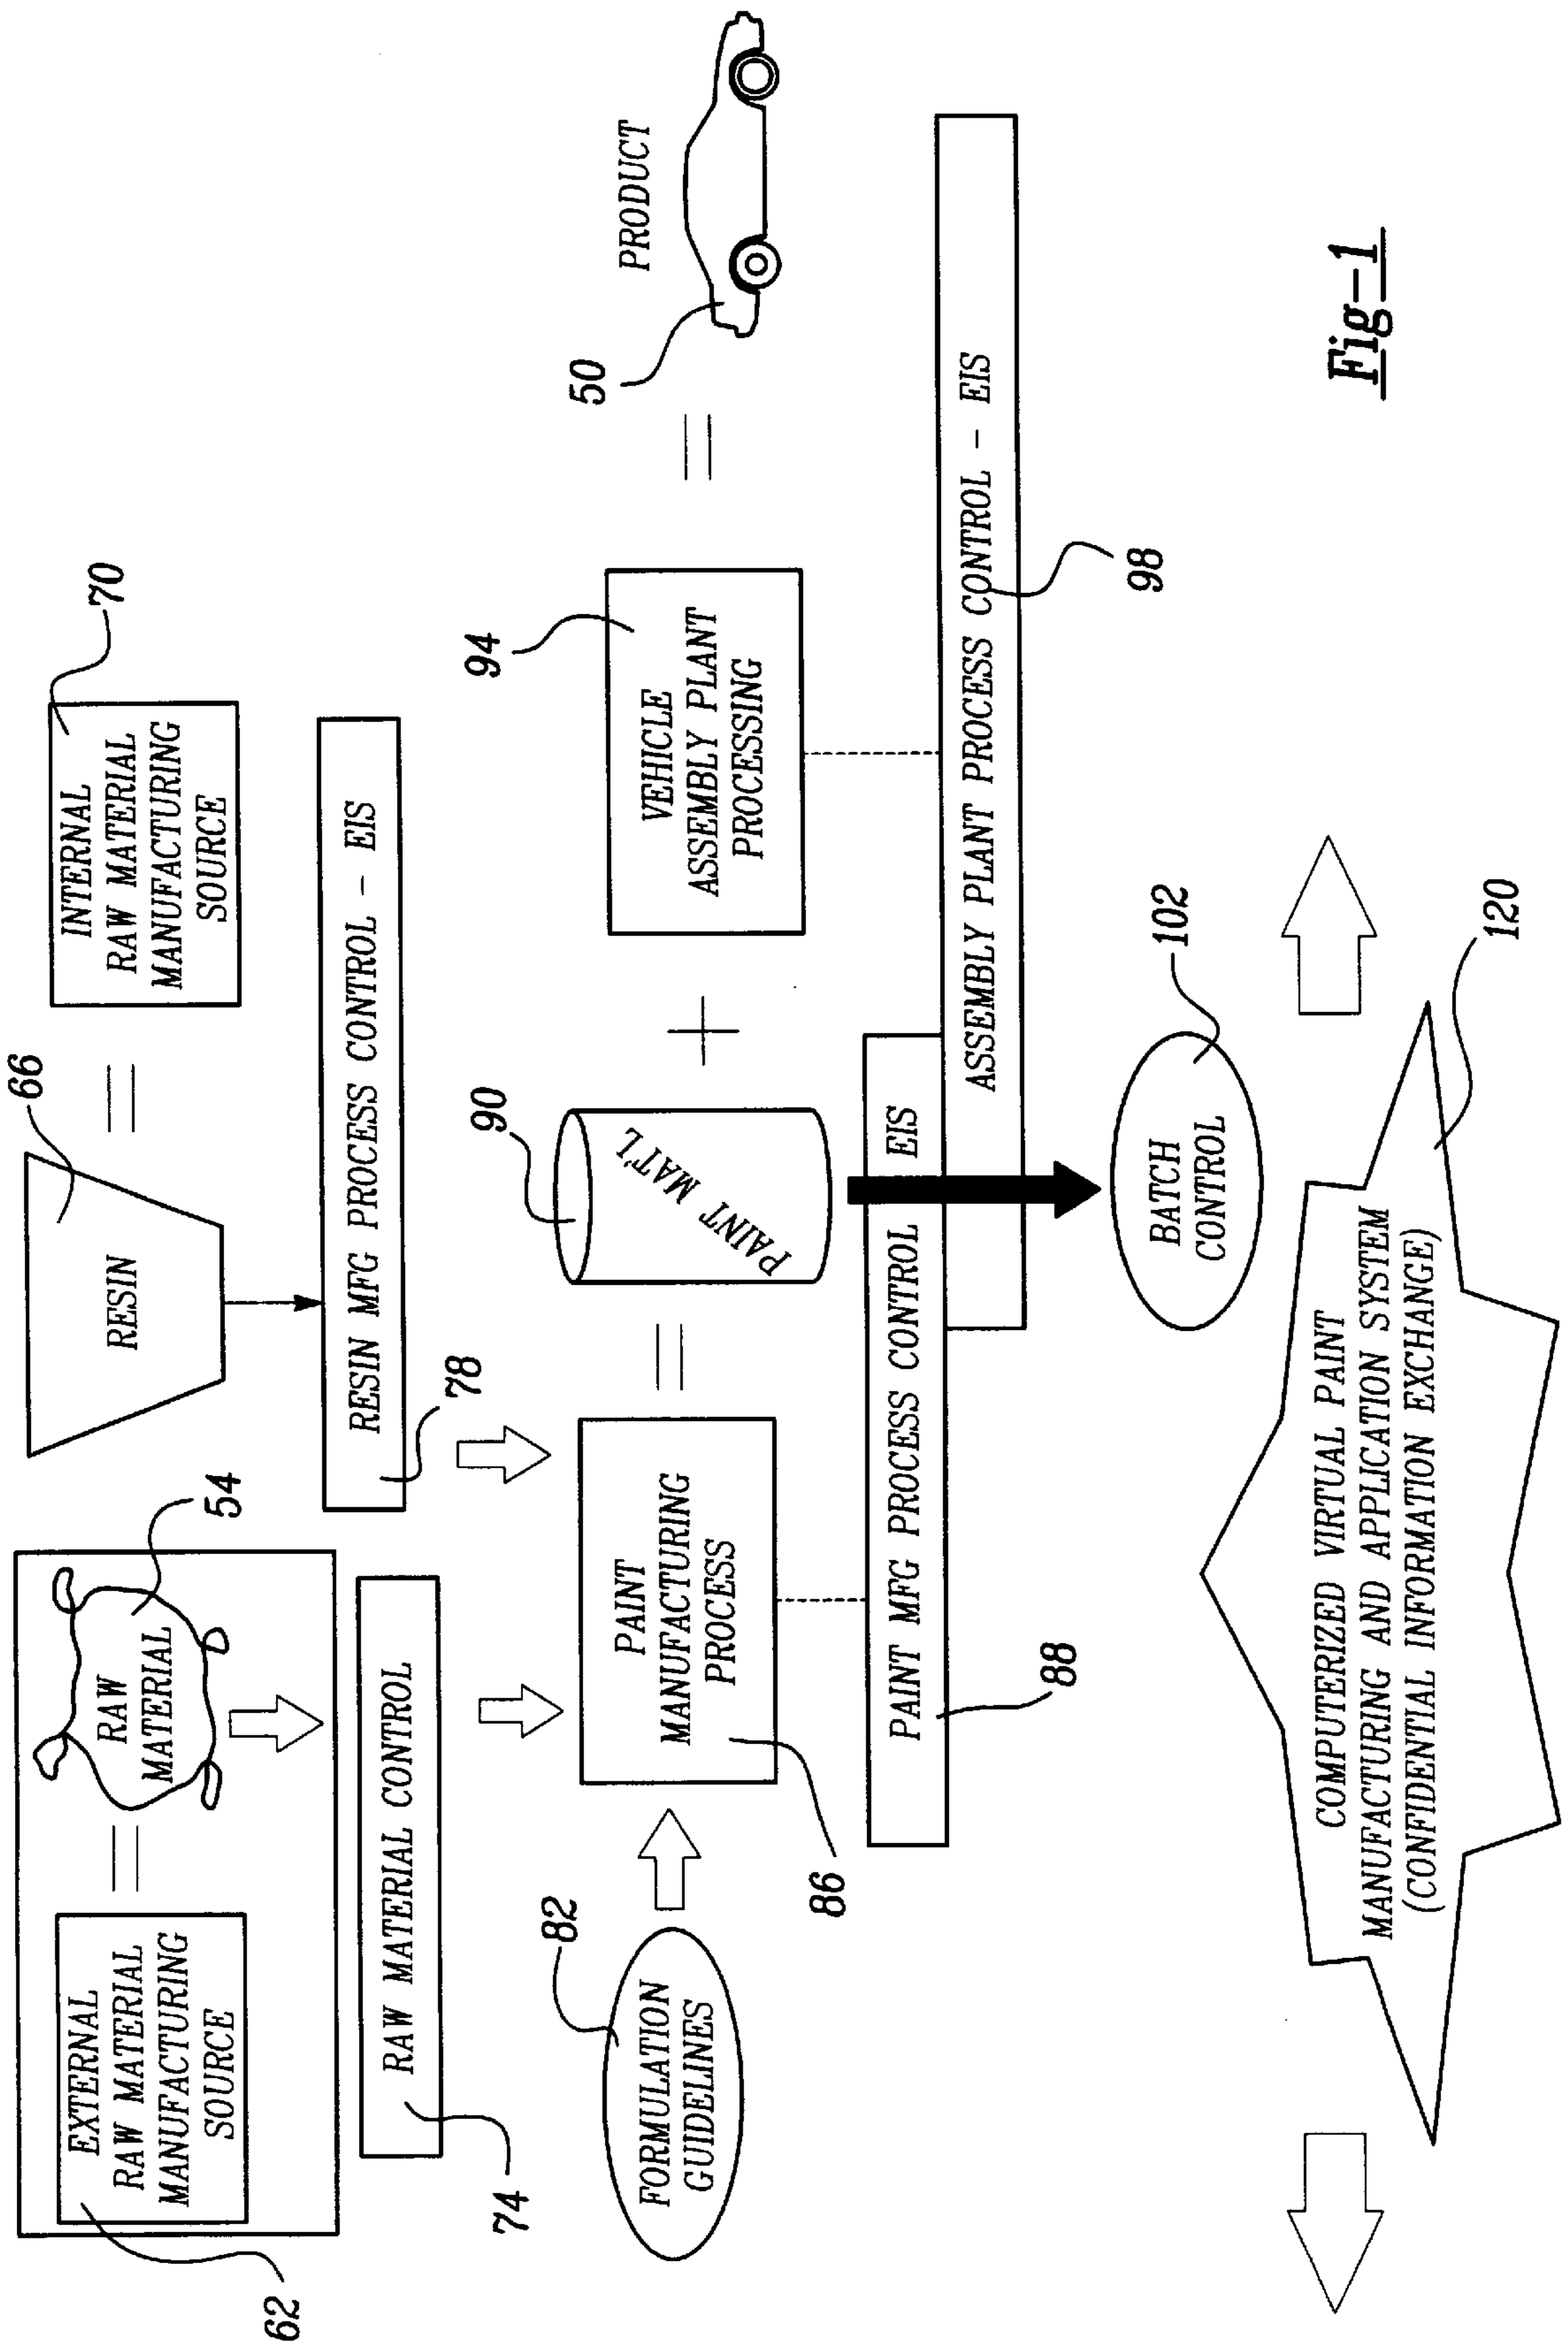 EXTERNAL
RAW MATERIAL
MANUFACTURING
SOURCE
62
RAW
MATERIAL
54
RESIN
66
INTERNAL
RAW MATERIAL
MANUFACTURING
SOURCE
70
RAW MATERIAL CONTROL
74
RESIN MFG PROCESS CONTROL - EIS
78
FORMULATION
GUIDELINES
82
PAINT
MANUFACTURING
PROCESS
86
PAINT MAT'L
90
VEHICLE
ASSEMBLY PLANT
PROCESSING
94
PRODUCT
50
PAINT MFG PROCESS CONTROL EIS
88
ASSEMBLY PLANT PROCESS CONTROL - EIS
98
BATCH
CONTROL
102
COMPUTERIZED VIRTUAL PAINT
MANUFACTURING AND APPLICATION SYSTEM
(CONFIDENTIAL INFORMATION EXCHANGE)
120
Fig-1